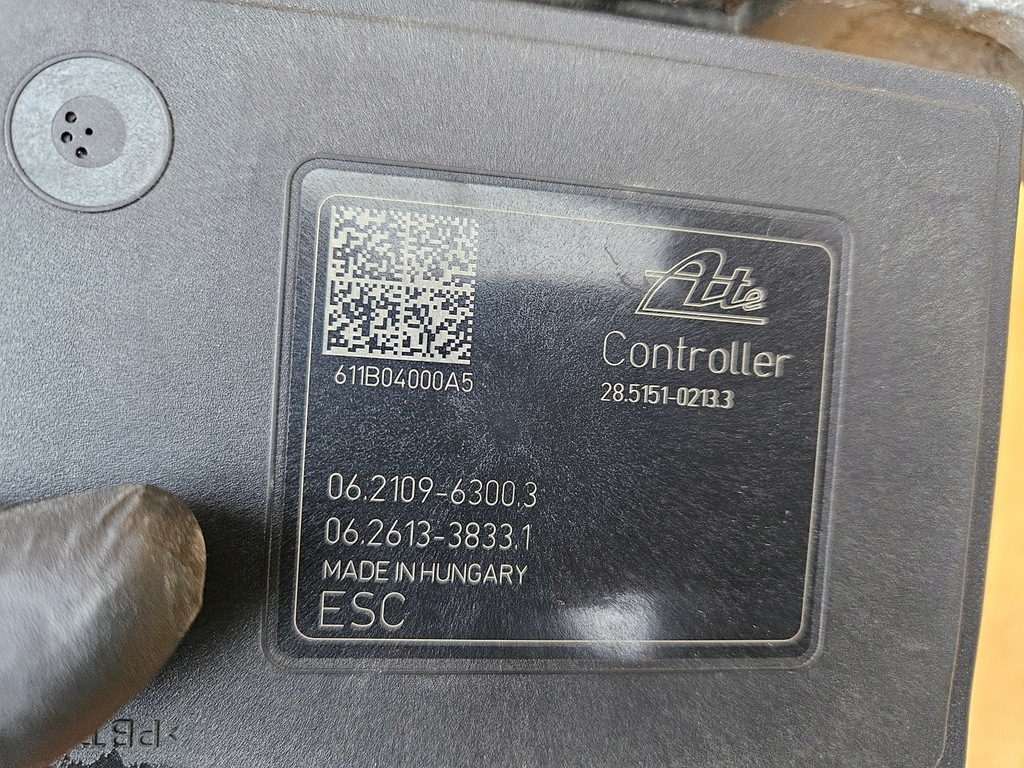 Ate
Controller
28.5151-0213.3
611B04000A5
06.2109-6300.3
06.2613-3833.1
MADE IN HUNGARY
ESC